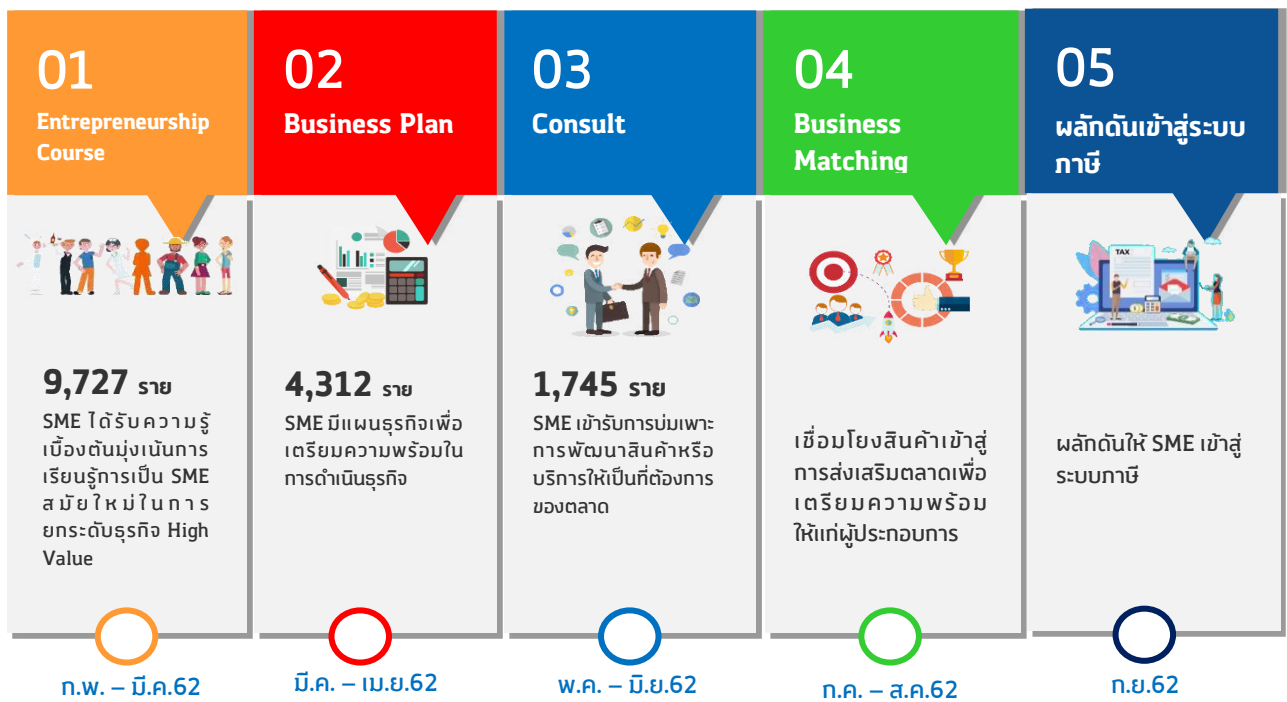 01
Entrepreneurship
Course
02
Business Plan
03
Consult
04
Business
Matching
05
ผลักดันเข้าสู่ระบบ
ภาษี
TAX
9,727 ราย
SME ได้รับความรู้
เบื้องต้นมุ่งเน้นการ
เรียนรู้การเป็น SME
สมัยใหม่ในการ
ยกระดับธุรกิจ High
Value
4,312 ราย
SME มีแผนธุรกิจเพื่อ
เตรียมความพร้อมใน
การดำเนินธุรกิจ
1,745 ราย
SME เข้ารับการบ่มเพาะ
การพัฒนาสินค้าหรือ
บริการให้เป็นที่ต้องการ
ของตลาด
เชื่อมโยงสินค้าเข้าสู่
การส่งเสริมตลาดเพื่อ
เตรียมความพร้อม
ให้แก่ผู้ประกอบการ
ผลักดันให้ SME เข้าสู่
ระบบภาษี
ก.พ. – มี.ค.62
มี.ค. – เม.ย.62
พ.ค. – มิ.ย.62
ก.ค. – ส.ค.62
ก.ย.62